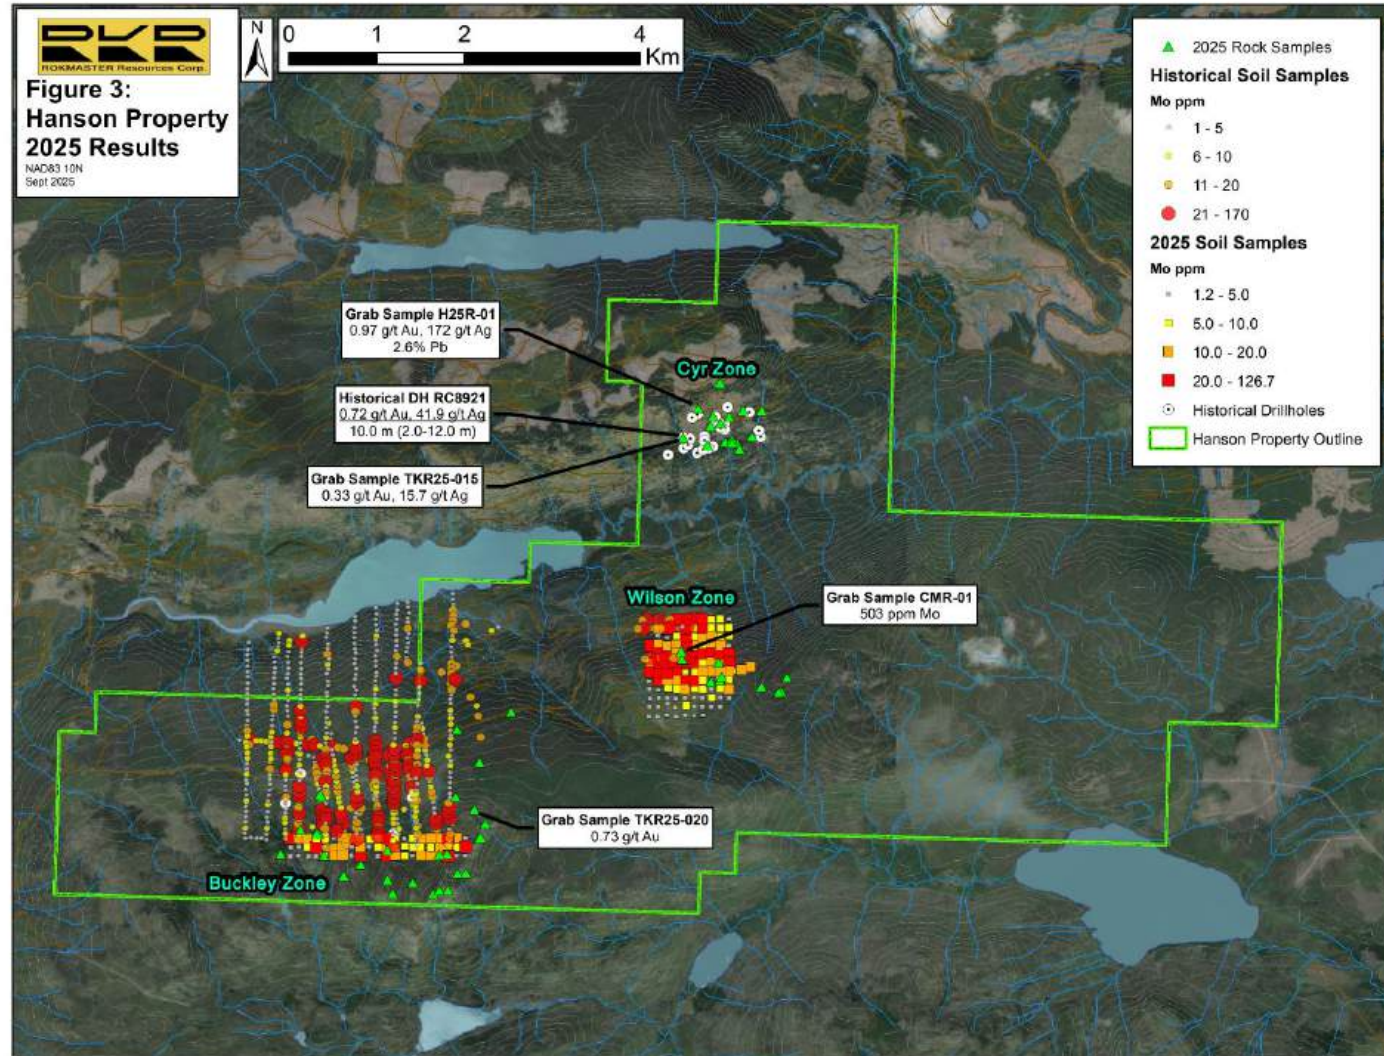 RKR
ROKMASTER Resources Corp.
Figure 3:
Hanson Property
2025 Results
NAD83 10N
Sept 2025
N
0 1 2 4
Km
2025 Rock Samples
Historical Soil Samples
Mo ppm
1 - 5
6 - 10
11 - 20
21 - 170
2025 Soil Samples
Mo ppm
1.2 - 5.0
5.0 - 10.0
10.0 - 20.0
20.0 - 126.7
Historical Drillholes
Hanson Property Outline
Grab Sample H25R-01
0.97 g/t Au, 172 g/t Ag
2.6% Pb
Cyr Zone
Historical DH RC8921
0.72 g/t Au, 41.9 g/t Ag
10.0 m (2.0-12.0 m)
Grab Sample TKR25-015
0.33 g/t Au, 15.7 g/t Ag
Wilson Zone
Grab Sample CMR-01
503 ppm Mo
Grab Sample TKR25-020
0.73 g/t Au
Buckley Zone